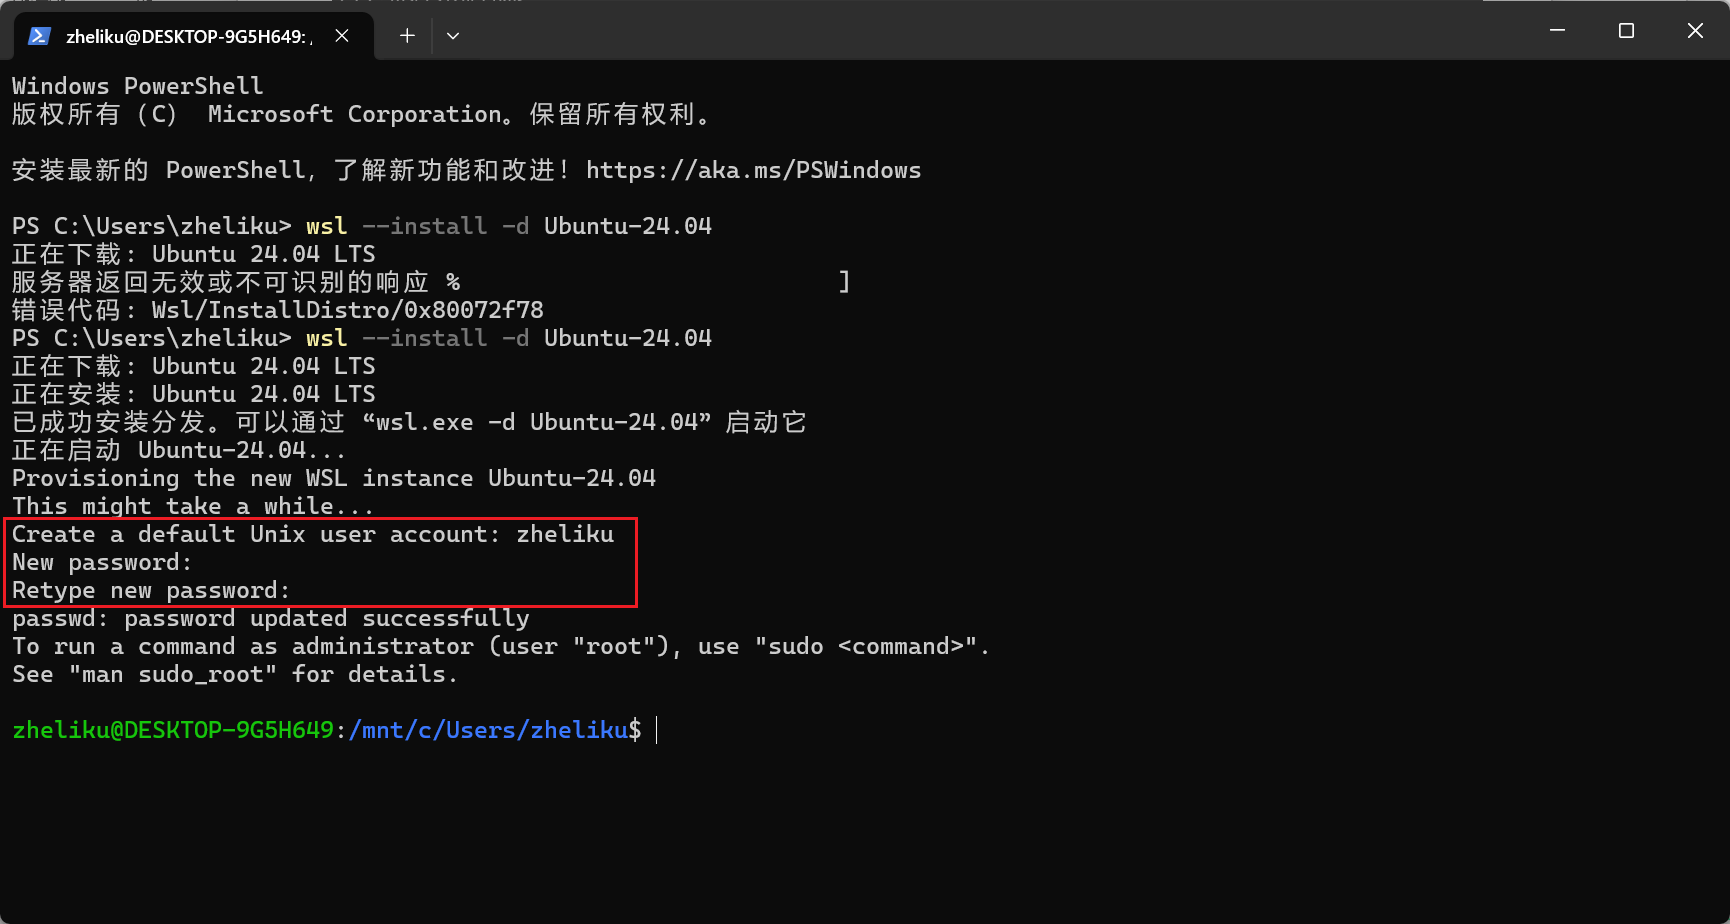 zheliku@DESKTOP-9G5H649: 
Windows PowerShell
版权所有 (C) Microsoft Corporation。保留所有权利。
安装最新的 PowerShell，了解新功能和改进！https://aka.ms/PSWindows
PS C:\Users\zheliku> wsl --install -d Ubuntu-24.04
正在下载: Ubuntu 24.04 LTS
服务器返回无效或不可识别的响应 % ]
错误代码: Wsl/InstallDistro/0x80072f78
PS C:\Users\zheliku> wsl --install -d Ubuntu-24.04
正在下载: Ubuntu 24.04 LTS
正在安装: Ubuntu 24.04 LTS
已成功安装分发。可以通过 “wsl.exe -d Ubuntu-24.04” 启动它
正在启动 Ubuntu-24.04...
Provisioning the new WSL instance Ubuntu-24.04
This might take a while...
Create a default Unix user account: zheliku
New password:
Retype new password:
passwd: password updated successfully
To run a command as administrator (user "root"), use "sudo <command>".
See "man sudo_root" for details.
zheliku@DESKTOP-9G5H649:/mnt/c/Users/zheliku$